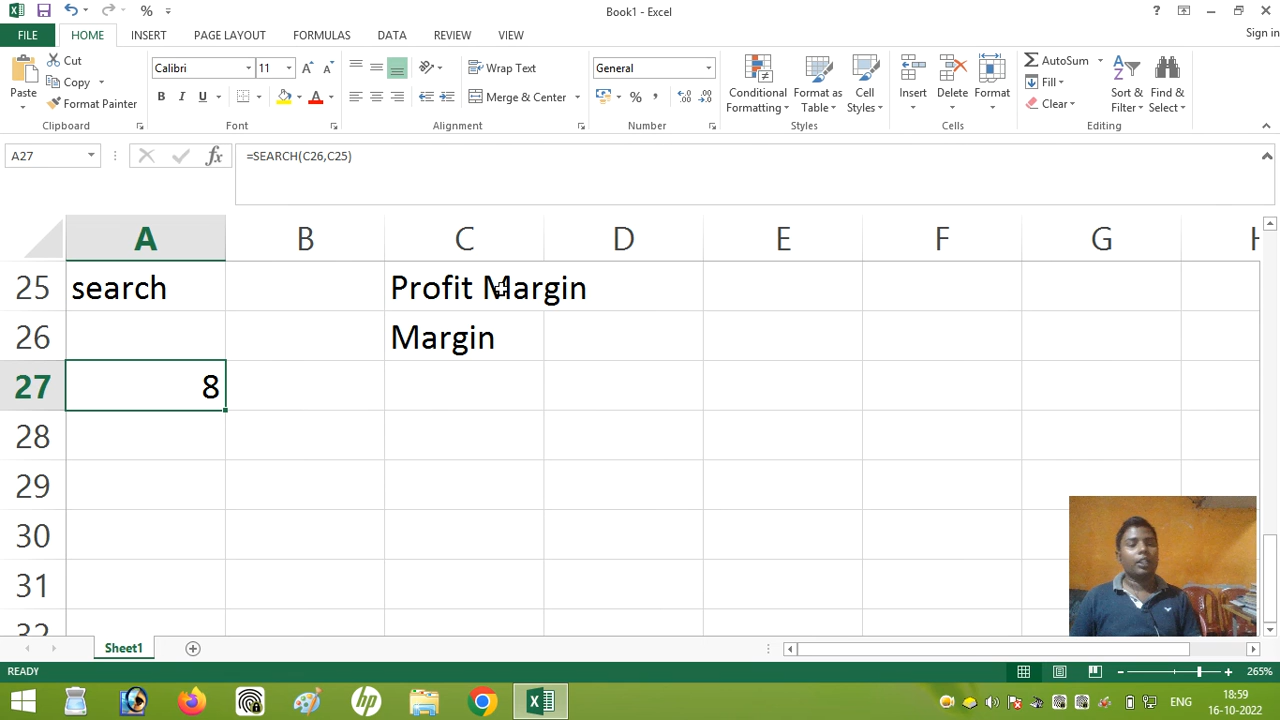 Book1 - Excel
Sign in
FILE HOME INSERT PAGE LAYOUT FORMULAS DATA REVIEW VIEW
Paste
Cut
Copy
Format Painter
Clipboard
Calibri 11
B I U
Font
Wrap Text
Merge & Center
Alignment
General
Number
Conditional Formatting
Format as Table
Cell Styles
Styles
Insert
Delete
Format
Cells
AutoSum
Fill
Clear
Sort & Filter
Find & Select
Editing
A27 fx =SEARCH(C26,C25)
A B C D E F G
25 search Profit Margin
26 Margin
27 8
28
29
30
31
32
Sheet1
READY 265%
ENG
18:59
16-10-2022